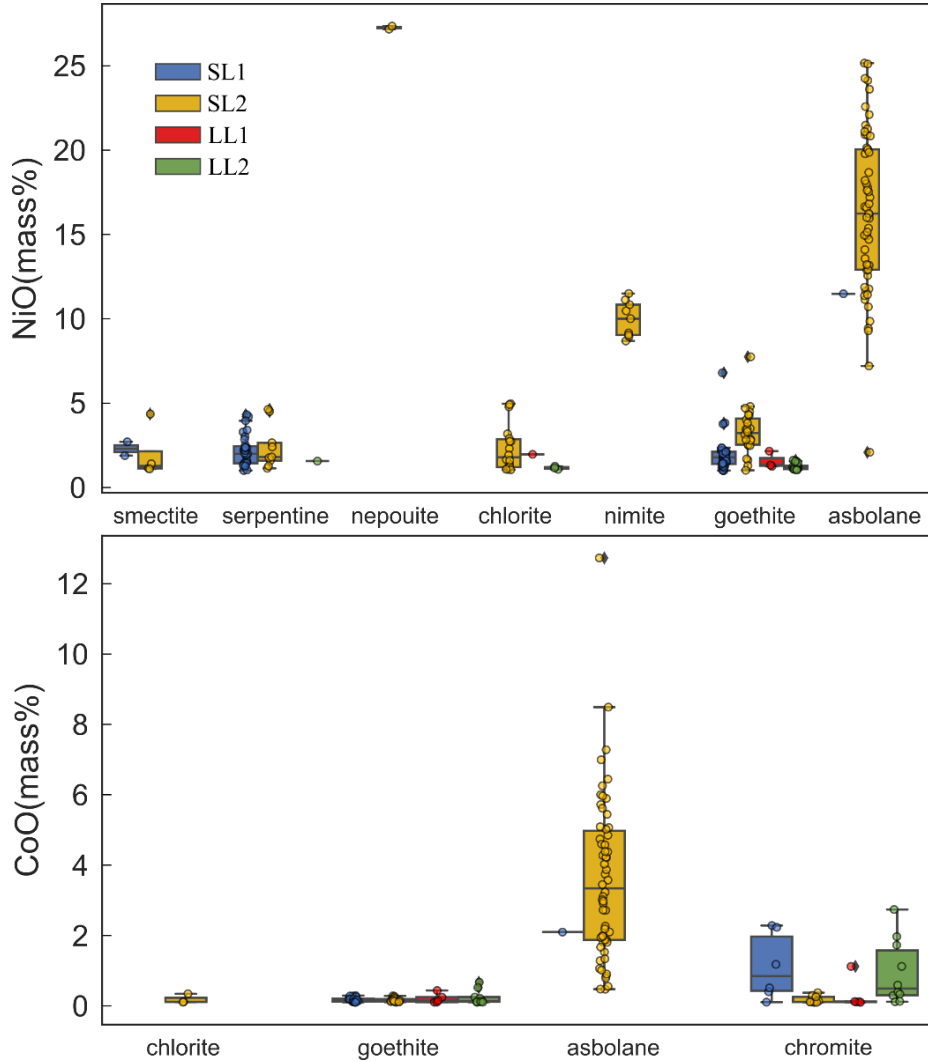 NiO(mass%)
25
20
15
10
5
0
SL1
SL2
LL1
LL2
smectite serpentine nepouite chlorite nimite goethite asbolane
CoO(mass%)
12
10
8
6
4
2
0
chlorite goethite asbolane chromite